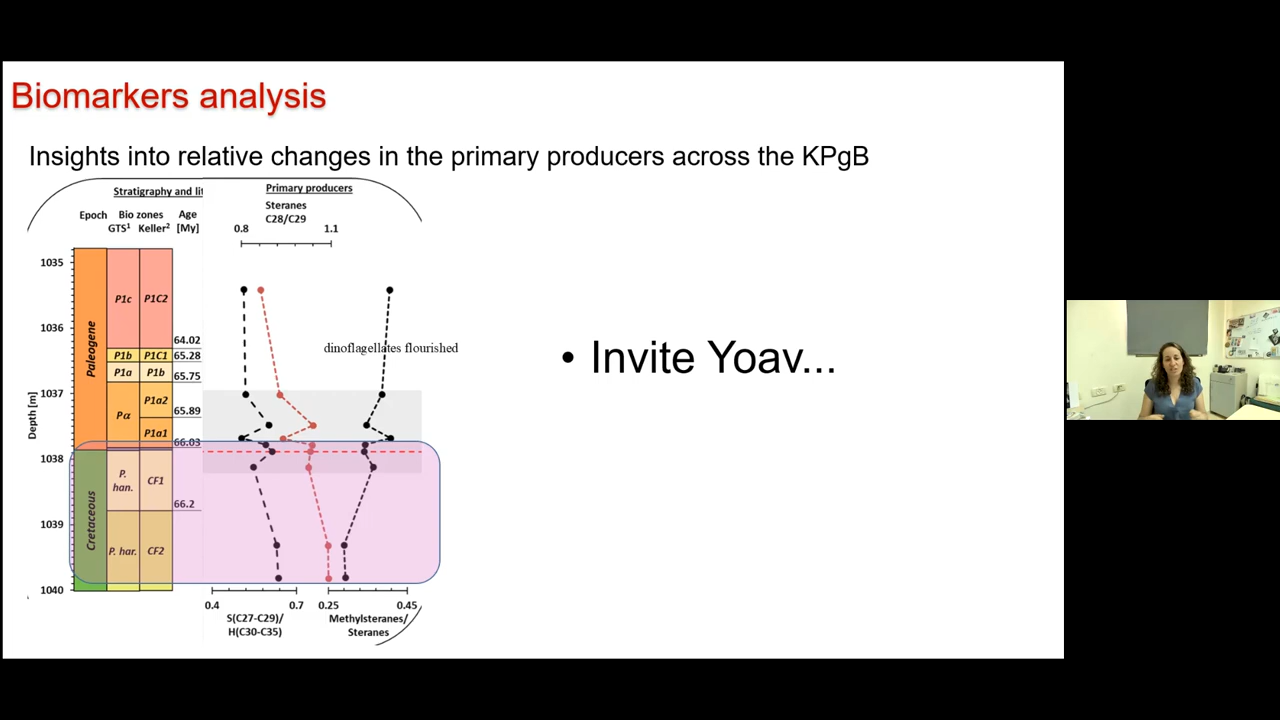 Biomarkers analysis
Insights into relative changes in the primary producers across the KPgB
Stratigraphy and lit
Primary producers
Steranes
C28/C29
Epoch Bio zones Age
GTS¹ Keller² [My]
0.8 1.1
1035
1036
1037
1038
1039
1040
Depth [m]
Paleogene
Cretaceous
P1c P1C2
64.02
P1b P1C1 65.28
P1a P1b 65.75
Pα P1a2 65.89
P1a1 66.03
P. han. CF1
66.2
P. har. CF2
dinoflagellates flourished
0.4 0.7 0.25 0.45
S(C27-C29)/
H(C30-C35)
Methylsteranes/
Steranes
• Invite Yoav...